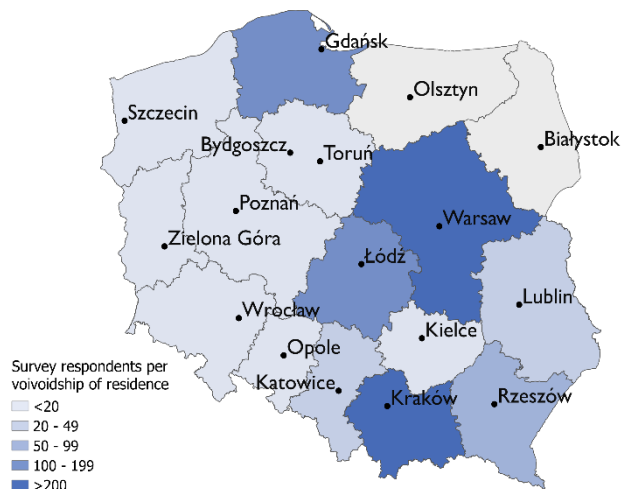 Gdańsk
Olsztyn
Szczecin
Bydgoszcz
Toruń
Białystok
Poznań
Warsaw
Zielona Góra
Łódź
Lublin
Wrocław
Kielce
Opole
Katowice
Kraków
Rzeszów
Survey respondents per
voivodship of residence
<20
20 - 49
50 - 99
100 - 199
>200